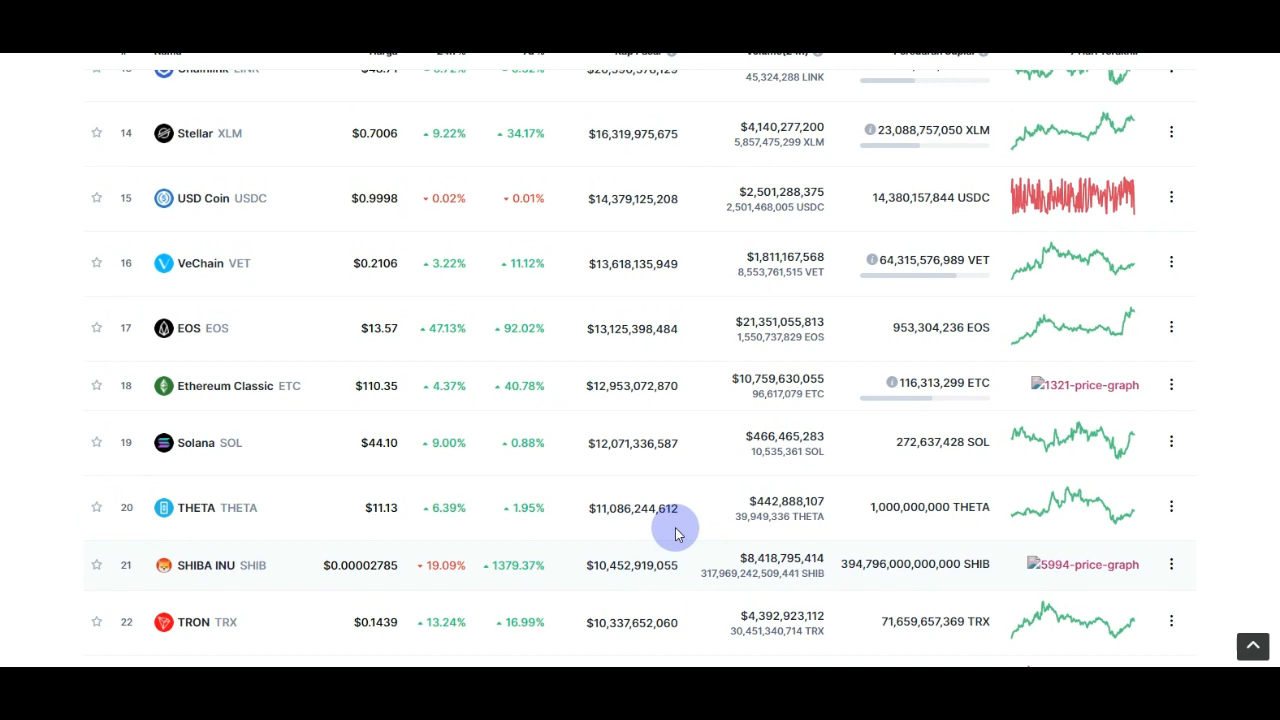 LINK
45,324,288 LINK
14 Stellar XLM $0.7006 9.22% 34.17% $16,319,975,675 $4,140,277,200 23,088,757,050 XLM
5,857,475,299 XLM
15 USD Coin USDC $0.9998 0.02% 0.01% $14,379,125,208 $2,501,288,375 14,380,157,844 USDC
2,501,468,005 USDC
16 VeChain VET $0.2106 3.22% 11.12% $13,618,135,949 $1,811,167,568 64,315,576,989 VET
8,553,761,515 VET
17 EOS EOS $13.57 47.13% 92.02% $13,125,398,484 $21,351,055,813 953,304,236 EOS
1,550,737,829 EOS
18 Ethereum Classic ETC $110.35 4.37% 40.78% $12,953,072,870 $10,759,630,055 116,313,299 ETC 1321-price-graph
96,617,079 ETC
19 Solana SOL $44.10 9.00% 0.88% $12,071,336,587 $466,465,283 272,637,428 SOL
10,535,361 SOL
20 THETA THETA $11.13 6.39% 1.95% $11,086,244,612 $442,888,107 1,000,000,000 THETA
39,949,336 THETA
21 SHIBA INU SHIB $0.00002785 19.09% 1379.37% $10,452,919,055 $8,418,795,414 394,796,000,000,000 SHIB 5994-price-graph
317,969,242,509,441 SHIB
22 TRON TRX $0.1439 13.24% 16.99% $10,337,652,060 $4,392,923,112 71,659,657,369 TRX
30,451,340,714 TRX